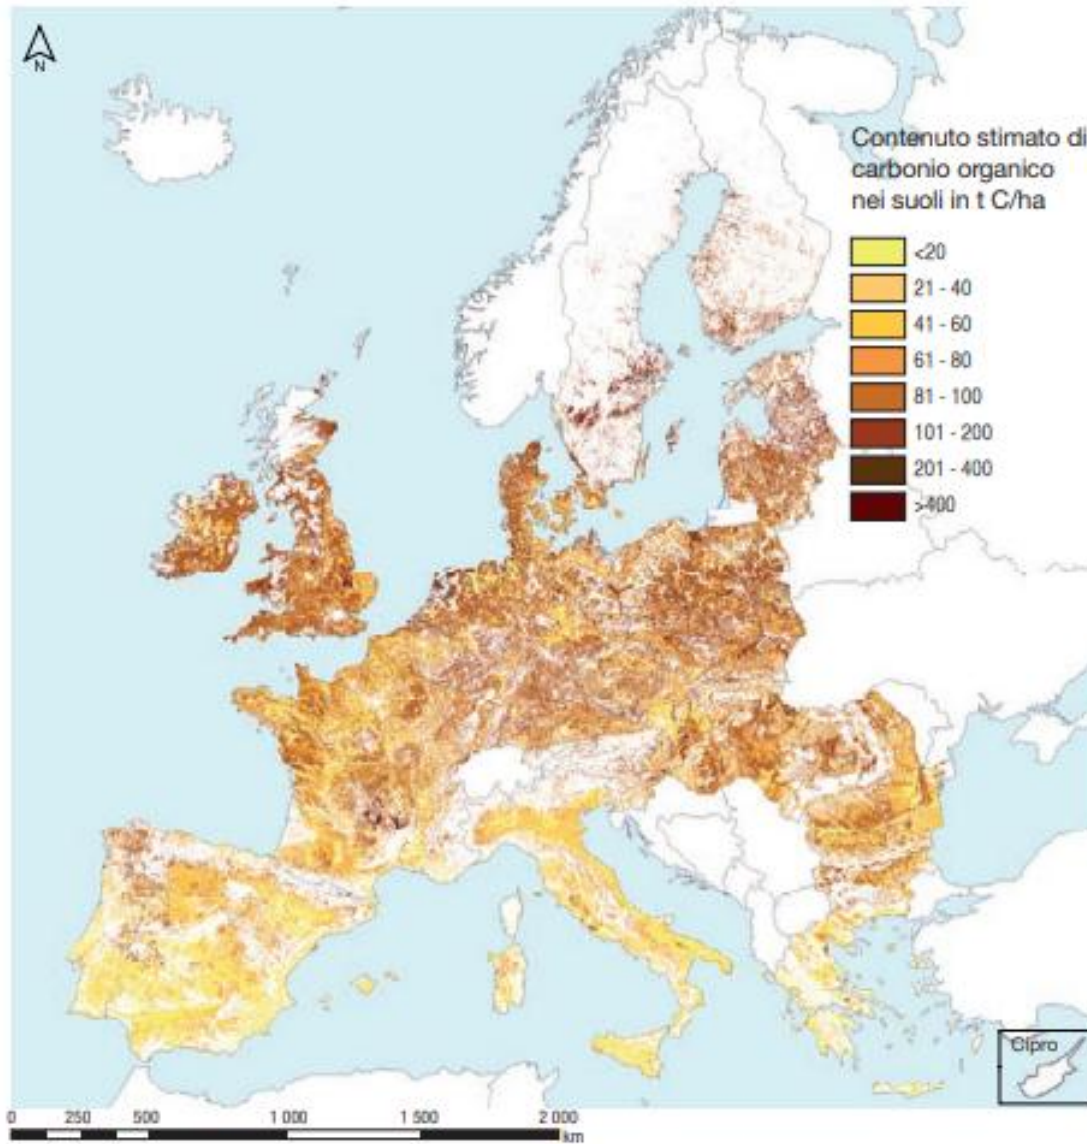 N
Contenuto stimato di
carbonio organico
nei suoli in t C/ha
<20
21 - 40
41 - 60
61 - 80
81 - 100
101 - 200
201 - 400
>400
Cipro
0 250 500 1 000 1 500 2 000
km